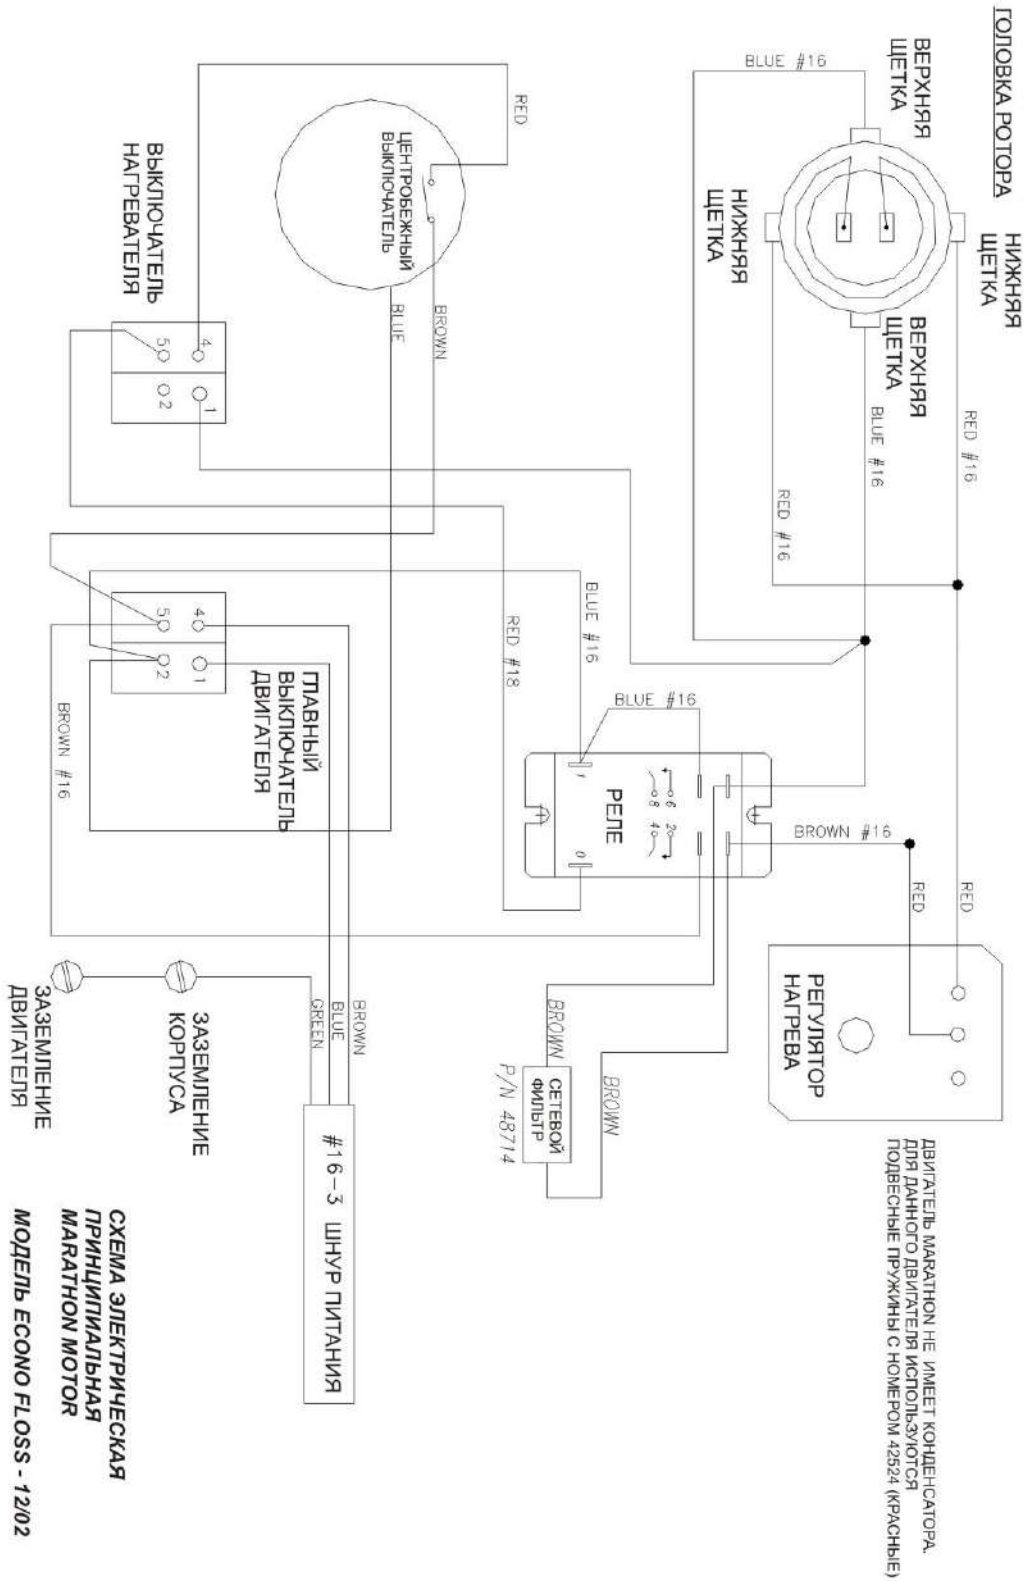 ГОЛОВКА РОТОРА
ВЕРХНЯЯ
ЩЕТКА
НИЖНЯЯ
ЩЕТКА
НИЖНЯЯ
ЩЕТКА
ВЕРХНЯЯ
ЩЕТКА
BLUE #16
BLUE #16
RED #16
RED #16
RED
ЦЕНТРОБЕЖНЫЙ
ВЫКЛЮЧАТЕЛЬ
BROWN
BLUE
ВЫКЛЮЧАТЕЛЬ
НАГРЕВАТЕЛЯ
4
1
5
2
BLUE #16
RED #18
BLUE #16
4
1
5
2
ГЛАВНЫЙ
ВЫКЛЮЧАТЕЛЬ
ДВИГАТЕЛЯ
BROWN #16
РЕЛЕ
1
0
6
2
8
4
BROWN #16
RED
RED
РЕГУЛЯТОР
НАГРЕВА
BROWN
BROWN
СЕТЕВОЙ
ФИЛЬТР
P/N 48714
BROWN
BLUE
GREEN
#16-3 ШНУР ПИТАНИЯ
ЗАЗЕМЛЕНИЕ
КОРПУСА
ЗАЗЕМЛЕНИЕ
ДВИГАТЕЛЯ
ДВИГАТЕЛЬ MARATHON НЕ ИМЕЕТ КОНДЕНСАТОРА.
ДЛЯ ДАННОГО ДВИГАТЕЛЯ ИСПОЛЬЗУЮТСЯ
ПОДВЕСНЫЕ ПРУЖИНЫ С НОМЕРОМ 42524 (КРАСНЫЕ)
СХЕМА ЭЛЕКТРИЧЕСКАЯ
ПРИНЦИПИАЛЬНАЯ
MARATHON MOTOR
МОДЕЛЬ ECONO FLOSS - 12/02